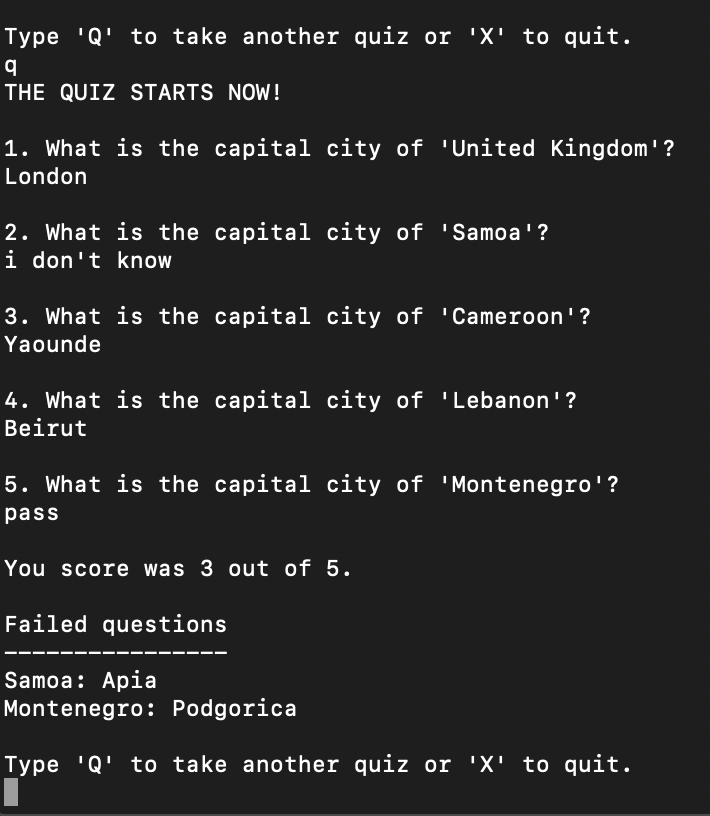 Type 'Q' to take another quiz or 'X' to quit.
q
THE QUIZ STARTS NOW!
1. What is the capital city of 'United Kingdom'?
London
2. What is the capital city of 'Samoa'?
i don't know
3. What is the capital city of 'Cameroon'?
Yaounde
4. What is the capital city of 'Lebanon'?
Beirut
5. What is the capital city of 'Montenegro'?
pass
You score was 3 out of 5.
Failed questions
----------------
Samoa: Apia
Montenegro: Podgorica
Type 'Q' to take another quiz or 'X' to quit.